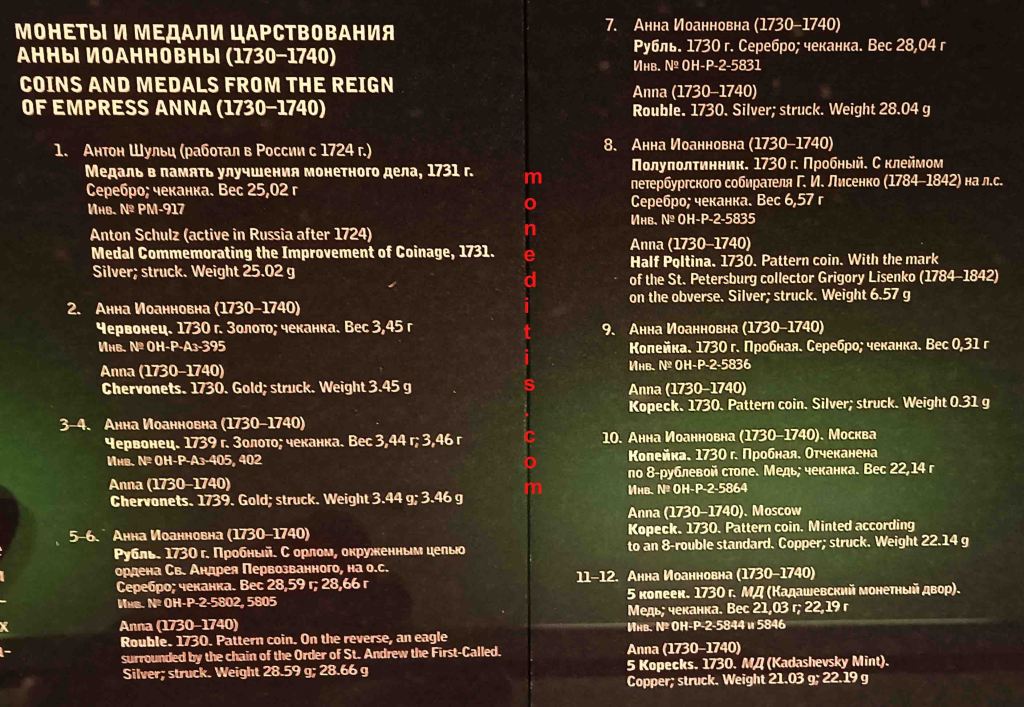 МОНЕТЫ И МЕДАЛИ ЦАРСТВОВАНИЯ
АННЫ ИОАННОВНЫ (1730–1740)
COINS AND MEDALS FROM THE REIGN
OF EMPRESS ANNA (1730–1740)
1. Антон Шульц (работал в России с 1724 г.)
Медаль в память улучшения монетного дела, 1731 г.
Серебро; чеканка. Вес 25,02 г
Инв. № РМ-917
Anton Schulz (active in Russia after 1724)
Medal Commemorating the Improvement of Coinage, 1731.
Silver; struck. Weight 25.02 g
2. Анна Иоанновна (1730–1740)
Червонец. 1730 г. Золото; чеканка. Вес 3,45 г
Инв. № ОН-Р-Аз-395
Anna (1730–1740)
Chervonets. 1730. Gold; struck. Weight 3.45 g
3–4. Анна Иоанновна (1730–1740)
Червонец. 1739 г. Золото; чеканка. Вес 3,44 г; 3,46 г
Инв. № ОН-Р-Аз-405, 402
Anna (1730–1740)
Chervonets. 1739. Gold; struck. Weight 3.44 g; 3.46 g
5–6. Анна Иоанновна (1730–1740)
Рубль. 1730 г. Пробный. С орлом, окруженным цепью
ордена Св. Андрея Первозванного, на о.с.
Серебро; чеканка. Вес 28,59 г; 28,66 г
Инв. № ОН-Р-2-5802, 5805
Anna (1730–1740)
Rouble. 1730. Pattern coin. On the reverse, an eagle
surrounded by the chain of the Order of St. Andrew the First-Called.
Silver; struck. Weight 28.59 g; 28.66 g
7. Анна Иоанновна (1730–1740)
Рубль. 1730 г. Серебро; чеканка. Вес 28,04 г
Инв. № ОН-Р-2-5831
Anna (1730–1740)
Rouble. 1730. Silver; struck. Weight 28.04 g
8. Анна Иоанновна (1730–1740)
Полуполтинник. 1730 г. Пробный. С клеймом
петербургского собирателя Г. И. Лисенко (1784–1842) на л.с.
Серебро; чеканка. Вес 6,57 г
Инв. № ОН-Р-2-5835
Anna (1730–1740)
Half Poltina. 1730. Pattern coin. With the mark
of the St. Petersburg collector Grigory Lisenko (1784–1842)
on the obverse. Silver; struck. Weight 6.57 g
9. Анна Иоанновна (1730–1740)
Копейка. 1730 г. Пробная. Серебро; чеканка. Вес 0,31 г
Инв. № ОН-Р-2-5836
Anna (1730–1740)
Kopeck. 1730. Pattern coin. Silver; struck. Weight 0.31 g
10. Анна Иоанновна (1730–1740). Москва
Копейка. 1730 г. Пробная. Отчеканена
по 8-рублевой стопе. Медь; чеканка. Вес 22,14 г
Инв. № ОН-Р-2-5864
Anna (1730–1740). Moscow
Kopeck. 1730. Pattern coin. Minted according
to an 8-rouble standard. Copper; struck. Weight 22.14 g
11–12. Анна Иоанновна (1730–1740)
5 копеек. 1730 г. МД (Кадашевский монетный двор).
Медь; чеканка. Вес 21,03 г; 22,19 г
Инв. № ОН-Р-2-5844 и 5846
Anna (1730–1740)
5 Kopecks. 1730. МД (Kadashevsky Mint).
Copper; struck. Weight 21.03 g; 22.19 g
moneditis.com